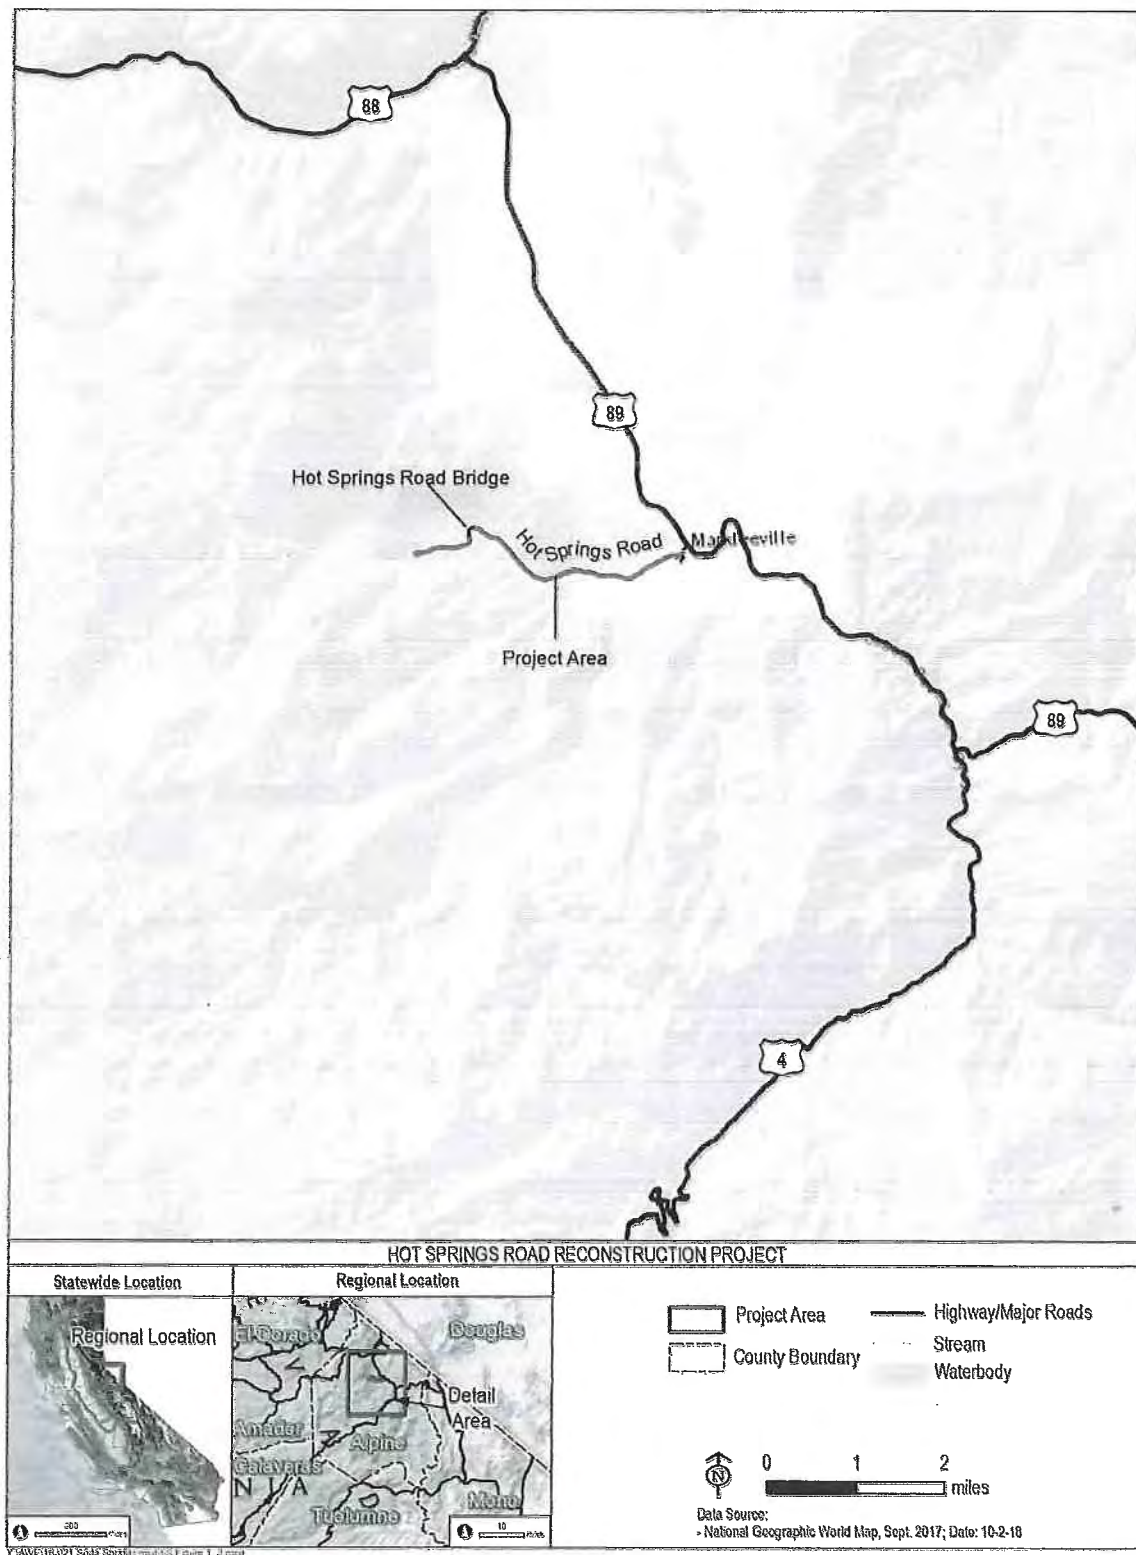 88
89
Hot Springs Road Bridge
Hot Springs Road
Markleeville
Project Area
89
4
HOT SPRINGS ROAD RECONSTRUCTION PROJECT
Statewide Location
Regional Location
Regional Location
El Dorado
Douglas
Detail
Area
Amador
Alpine
Calaveras
N I A
Mono
Tuolumne
10
N
Project Area
County Boundary
Highway/Major Roads
Stream
Waterbody
N
0 1 2
miles
Data Source:
- National Geographic World Map, Sept. 2017; Date: 10-2-18